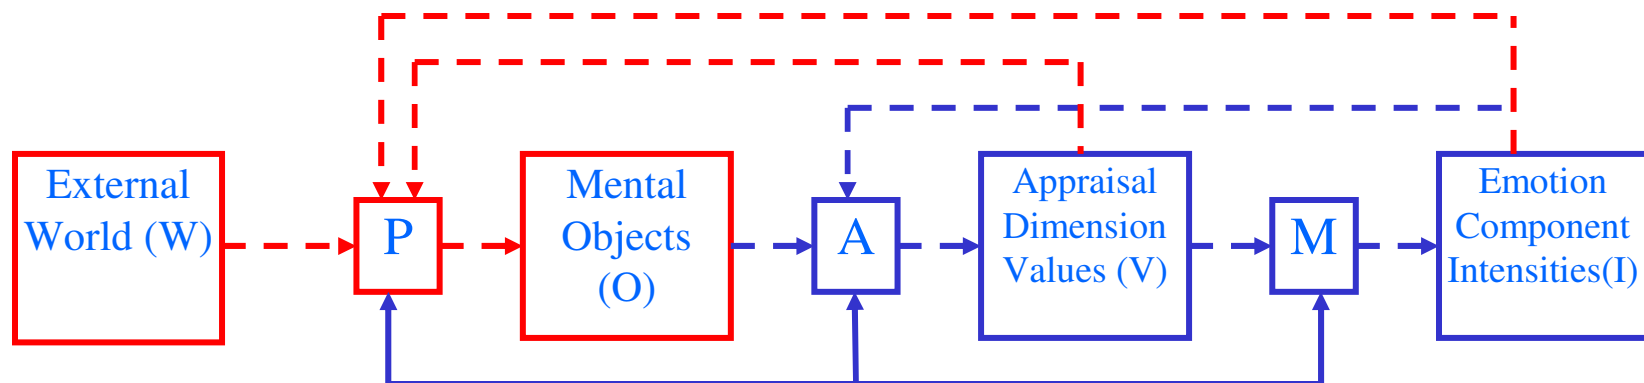 External
World (W)
P
Mental
Objects
(O)
A
Appraisal
Dimension
Values (V)
M
Emotion
Component
Intensities(I)